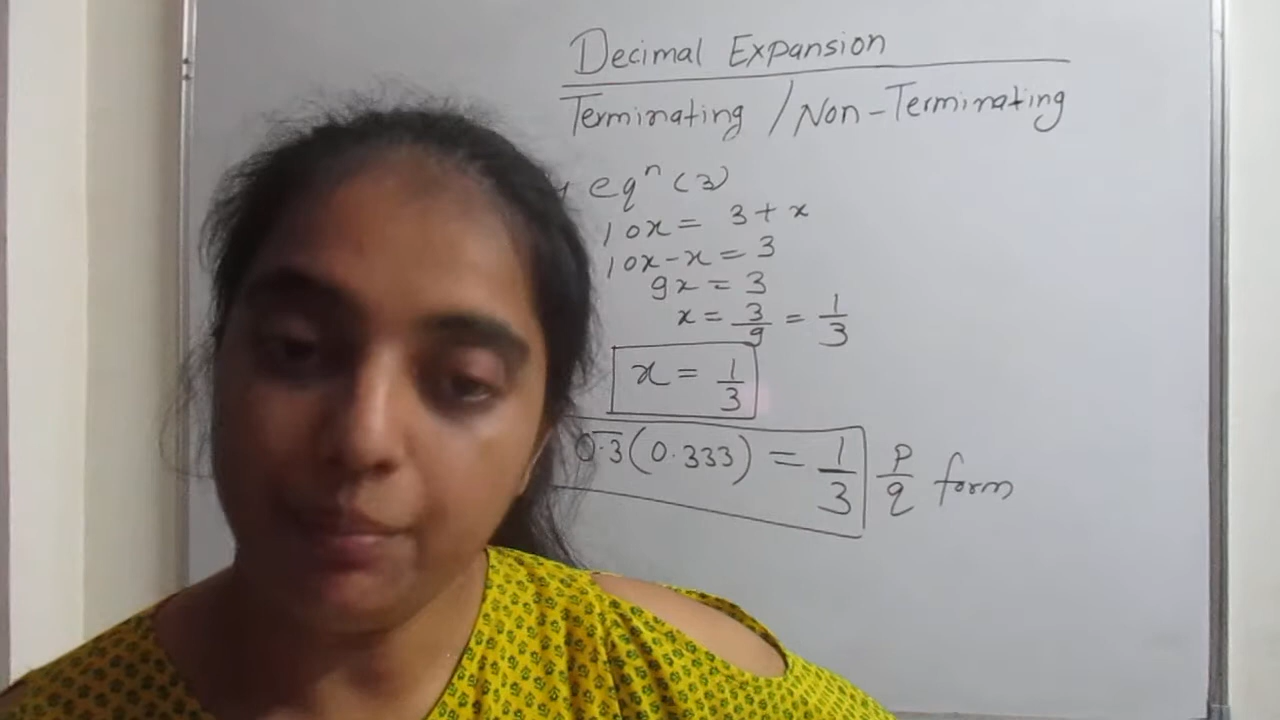 Decimal Expansion
Terminating / Non-Terminating
eqⁿ (3)
10x = 3 + x
10x - x = 3
9x = 3
x = 3/9 = 1/3
x = 1/3
0.3̅ (0.333) = 1/3 p/q form